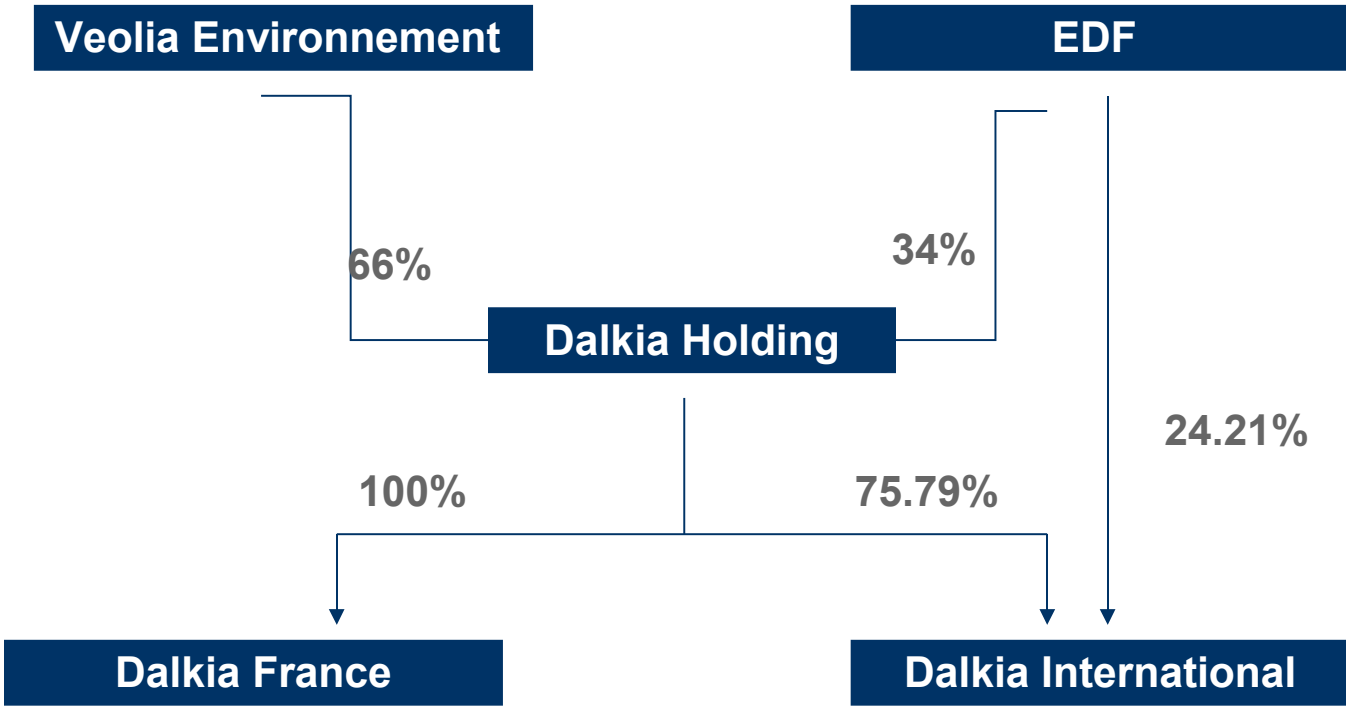 Veolia Environnement
EDF
66%
34%
Dalkia Holding
24.21%
100%
75.79%
Dalkia France
Dalkia International